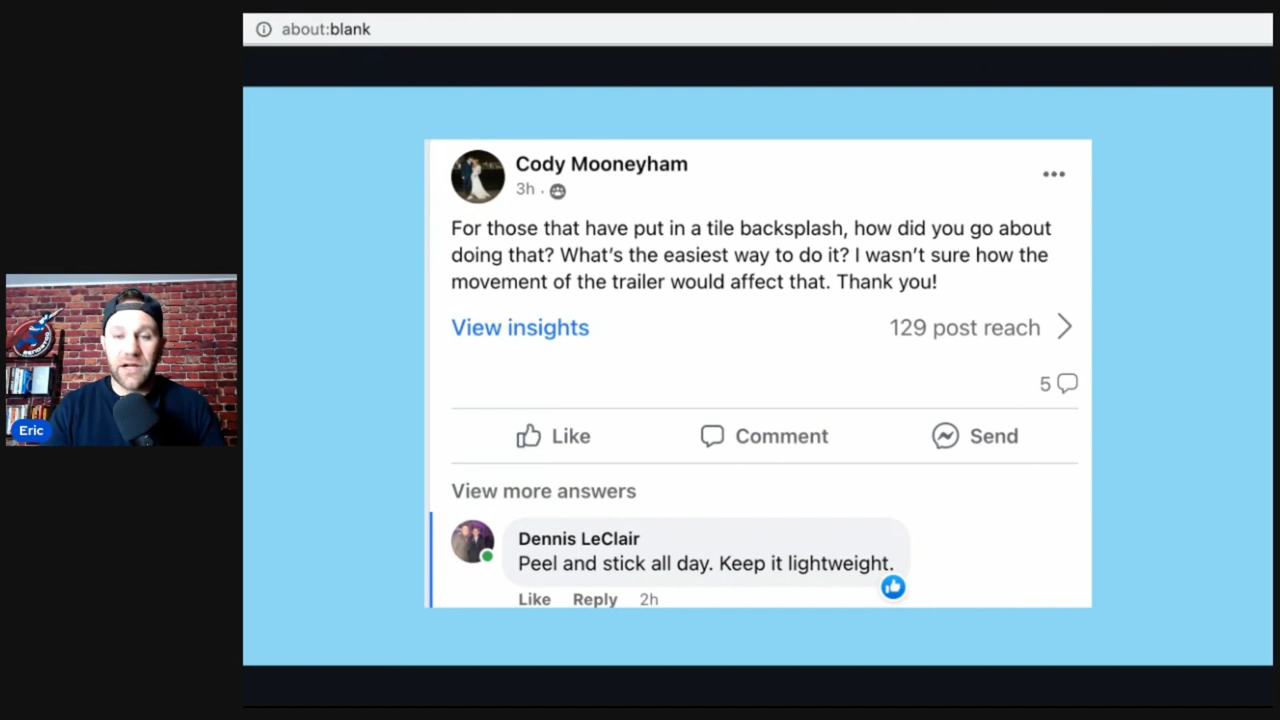 about:blank
Cody Mooneyham
3h ·
For those that have put in a tile backsplash, how did you go about
doing that? What's the easiest way to do it? I wasn't sure how the
movement of the trailer would affect that. Thank you!
View insights
129 post reach
5
Like
Comment
Send
View more answers
Dennis LeClair
Peel and stick all day. Keep it lightweight.
Like
Reply
2h
Eric